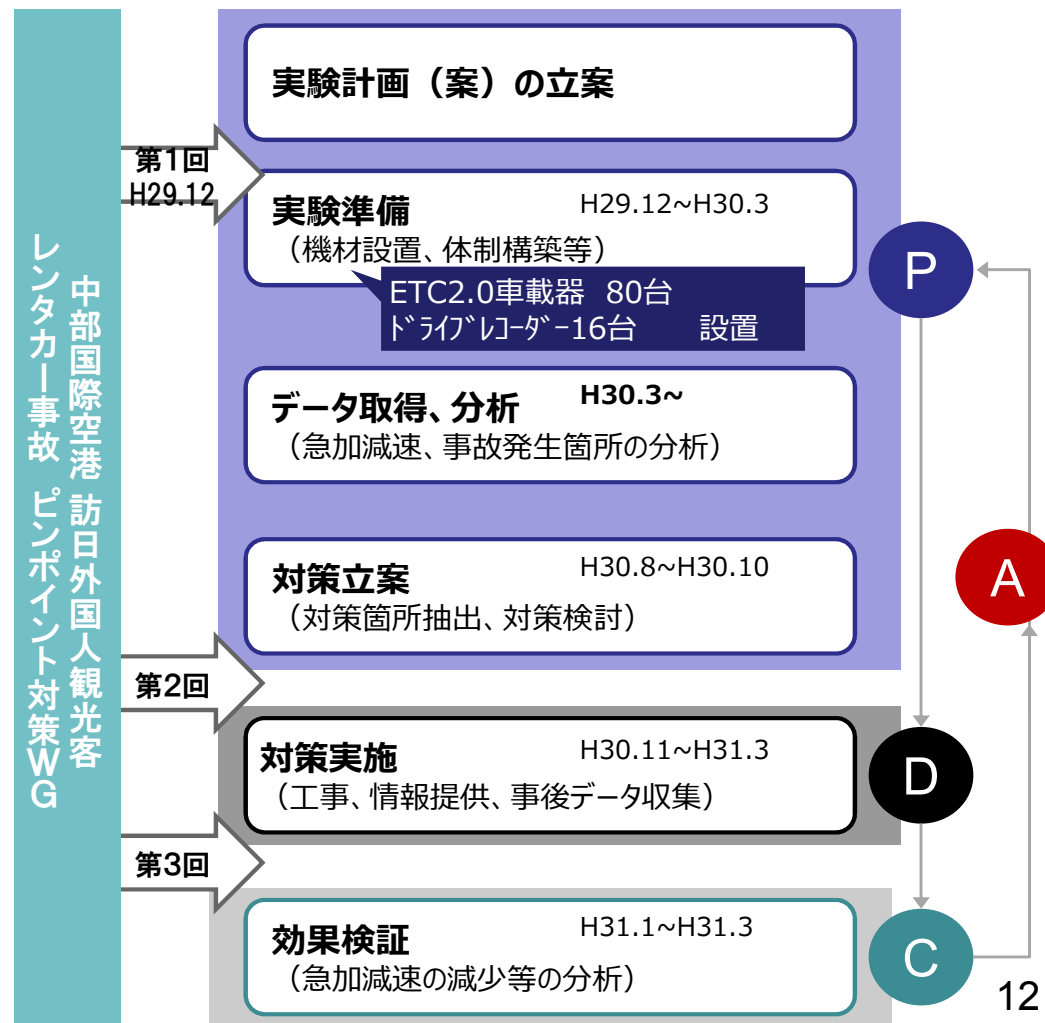 中部国際空港 訪日外国人観光客
レンタカー事故 ピンポイント対策WG
実験計画（案）の立案
第1回
H29.12
実験準備 H29.12~H30.3
（機材設置、体制構築等）
ETC2.0車載器 80台
ﾄﾞﾗｲﾌﾞﾚｺｰﾀﾞｰ16台 設置
データ取得、分析 H30.3~
（急加減速、事故発生箇所の分析）
対策立案 H30.8~H30.10
（対策箇所抽出、対策検討）
第2回
対策実施 H30.11~H31.3
（工事、情報提供、事後データ収集）
第3回
効果検証 H31.1~H31.3
（急加減速の減少等の分析）
P
A
D
C
12